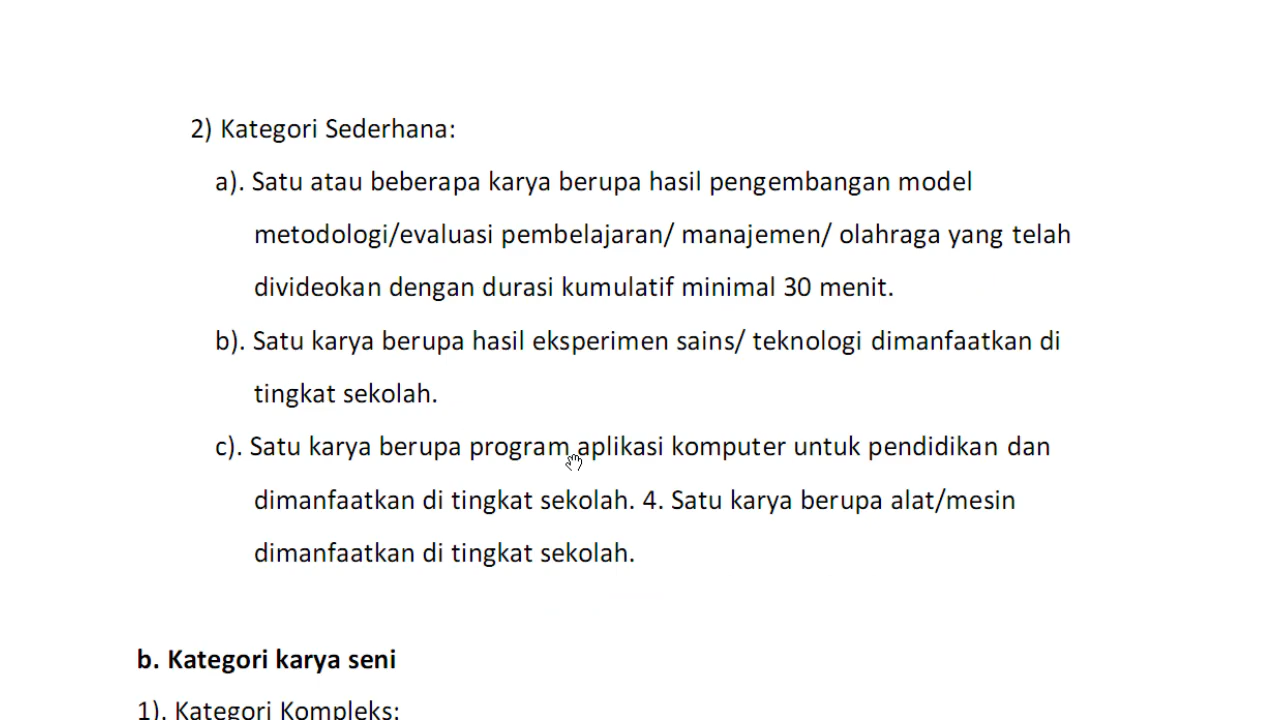 2) Kategori Sederhana:
a). Satu atau beberapa karya berupa hasil pengembangan model
metodologi/evaluasi pembelajaran/ manajemen/ olahraga yang telah
divideokan dengan durasi kumulatif minimal 30 menit.
b). Satu karya berupa hasil eksperimen sains/ teknologi dimanfaatkan di
tingkat sekolah.
c). Satu karya berupa program aplikasi komputer untuk pendidikan dan
dimanfaatkan di tingkat sekolah. 4. Satu karya berupa alat/mesin
dimanfaatkan di tingkat sekolah.
b. Kategori karya seni
1). Kategori Kompleks: